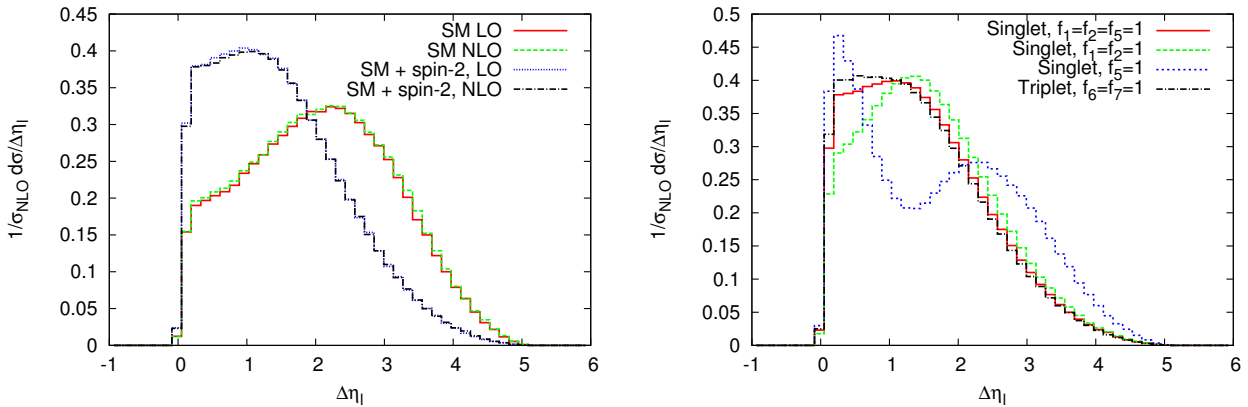 0.45
0.4
0.35
0.3
0.25
0.2
0.15
0.1
0.05
0
-1 0 1 2 3 4 5 6
1/σNLO dσ/Δηl
Δηl
SM LO
SM NLO
SM + spin-2, LO
SM + spin-2, NLO
0.5
0.45
0.4
0.35
0.3
0.25
0.2
0.15
0.1
0.05
0
-1 0 1 2 3 4 5 6
1/σNLO dσ/Δηl
Δηl
Singlet, f1=f2=f5=1
Singlet, f1=f2=1
Singlet, f5=1
Triplet, f6=f7=1